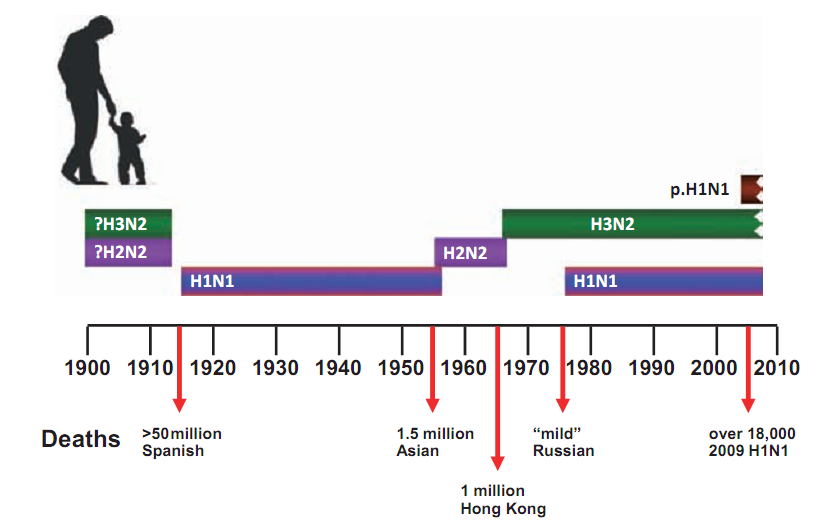 p.H1N1
?H3N2
H3N2
?H2N2
H2N2
H1N1
H1N1
1900 1910 1920 1930 1940 1950 1960 1970 1980 1990 2000 2010
Deaths
>50 million
Spanish
1.5 million
Asian
1 million
Hong Kong
“mild”
Russian
over 18,000
2009 H1N1